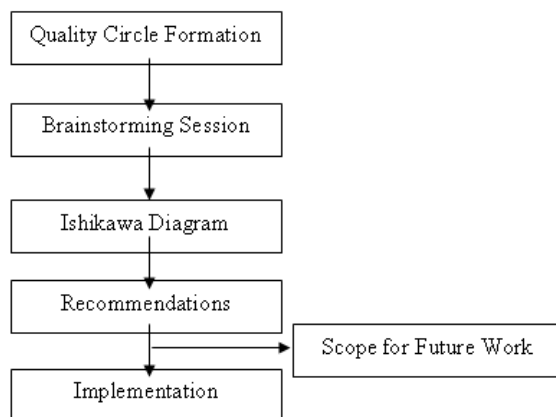 Quality Circle Formation
Brainstorming Session
Ishikawa Diagram
Recommendations
Scope for Future Work
Implementation